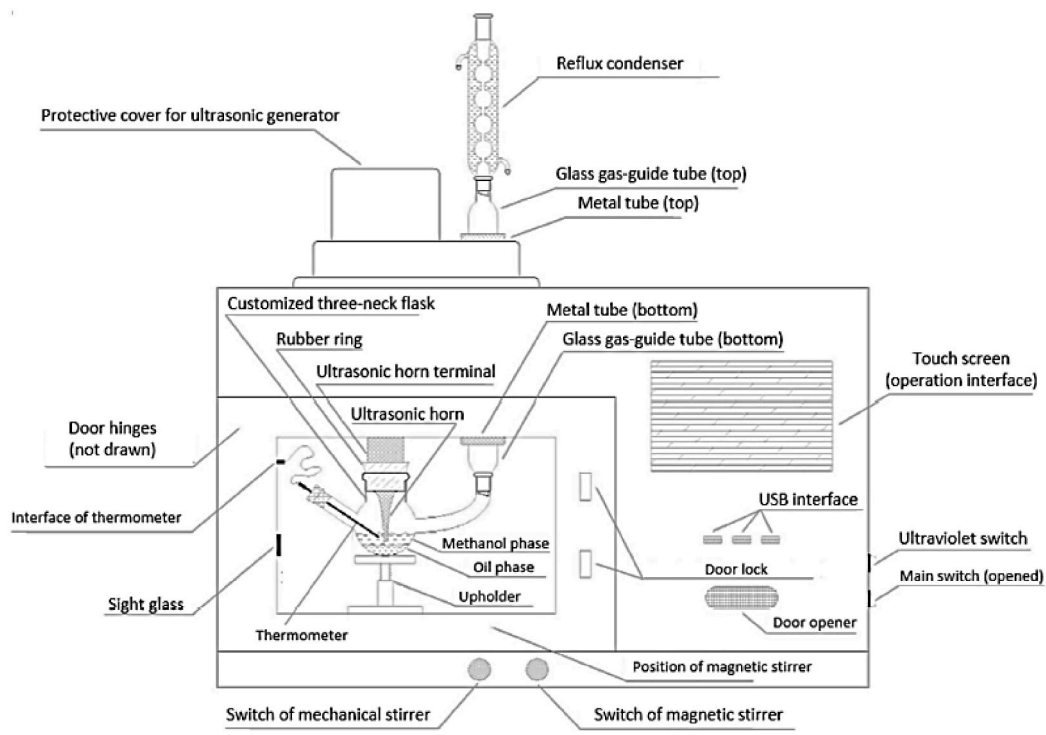 Reflux condenser
Protective cover for ultrasonic generator
Glass gas-guide tube (top)
Metal tube (top)
Customized three-neck flask
Metal tube (bottom)
Rubber ring
Glass gas-guide tube (bottom)
Ultrasonic horn terminal
Touch screen
(operation interface)
Ultrasonic horn
Door hinges
(not drawn)
USB interface
Interface of thermometer
Methanol phase
Ultraviolet switch
Oil phase
Door lock
Main switch (opened)
Upholder
Sight glass
Door opener
Thermometer
Position of magnetic stirrer
Switch of mechanical stirrer
Switch of magnetic stirrer